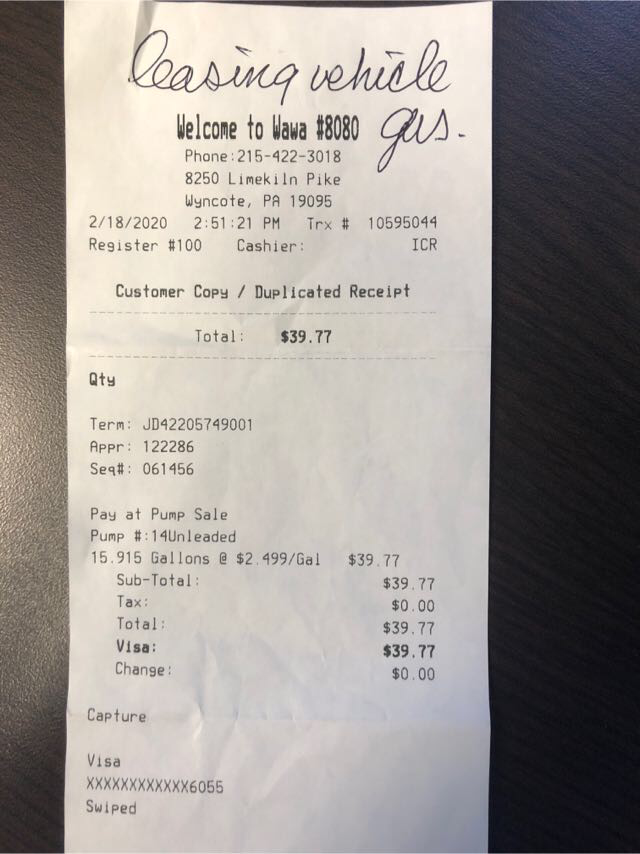 leasing vehicle
gas.
Welcome to Wawa #8080
Phone:215-422-3018
8250 Limekiln Pike
Wyncote, PA 19095
2/18/2020 2:51:21 PM Trx # 10595044
Register #100 Cashier: ICR
Customer Copy / Duplicated Receipt
Total: $39.77
Qty
Term: JD42205749001
Appr: 122286
Seq#: 061456
Pay at Pump Sale
Pump #:14Unleaded
15.915 Gallons @ $2.499/Gal $39.77
Sub-Total: $39.77
Tax: $0.00
Total: $39.77
Visa: $39.77
Change: $0.00
Capture
Visa
XXXXXXXXXXXX6055
Swiped